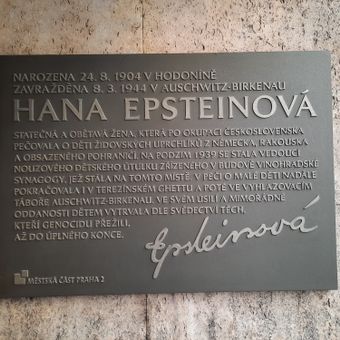 NAROZENA 24. 8. 1904 V HODONÍNĚ
ZAVRAŽDĚNA 8. 3. 1944 V AUSCHWITZ-BIRKENAU
HANA EPSTEINOVÁ
STATEČNÁ A OBĚTAVÁ ŽENA, KTERÁ PO OKUPACI ČESKOSLOVENSKA
PEČOVALA O DĚTI ŽIDOVSKÝCH UPRCHLÍKŮ Z NĚMECKA, RAKOUSKA
A OBSAZENÉHO POHRANIČÍ. NA PODZIM 1939 SE STALA VEDOUCÍ
NOUZOVÉHO DĚTSKÉHO ÚTULKU ZŘÍZENÉHO V BUDOVĚ VINOHRADSKÉ
SYNAGOGY, JEŽ STÁLA NA TOMTO MÍSTĚ. V PÉČI O MALÉ DĚTI NADÁLE
POKRAČOVALA I V TEREZÍNSKÉM GHETTU A POTÉ VE VYHLAZOVACÍM
TÁBOŘE AUSCHWITZ-BIRKENAU. VE SVÉM ÚSILÍ A MIMOŘÁDNÉ
ODDANOSTI DĚTEM VYTRVALA DLE SVĚDECTVÍ TĚCH,
KTEŘÍ GENOCIDU PŘEŽILI,
AŽ DO ÚPLNÉHO KONCE.
Epsteinová
MĚSTSKÁ ČÁST PRAHA 2